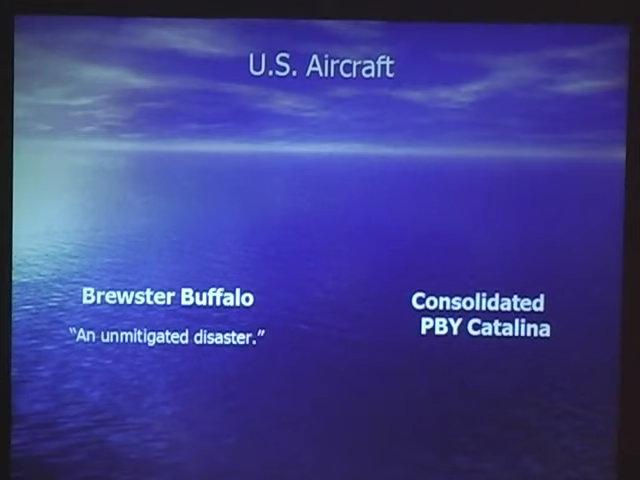 U.S. Aircraft
Brewster Buffalo
"An unmitigated disaster."
Consolidated
PBY Catalina